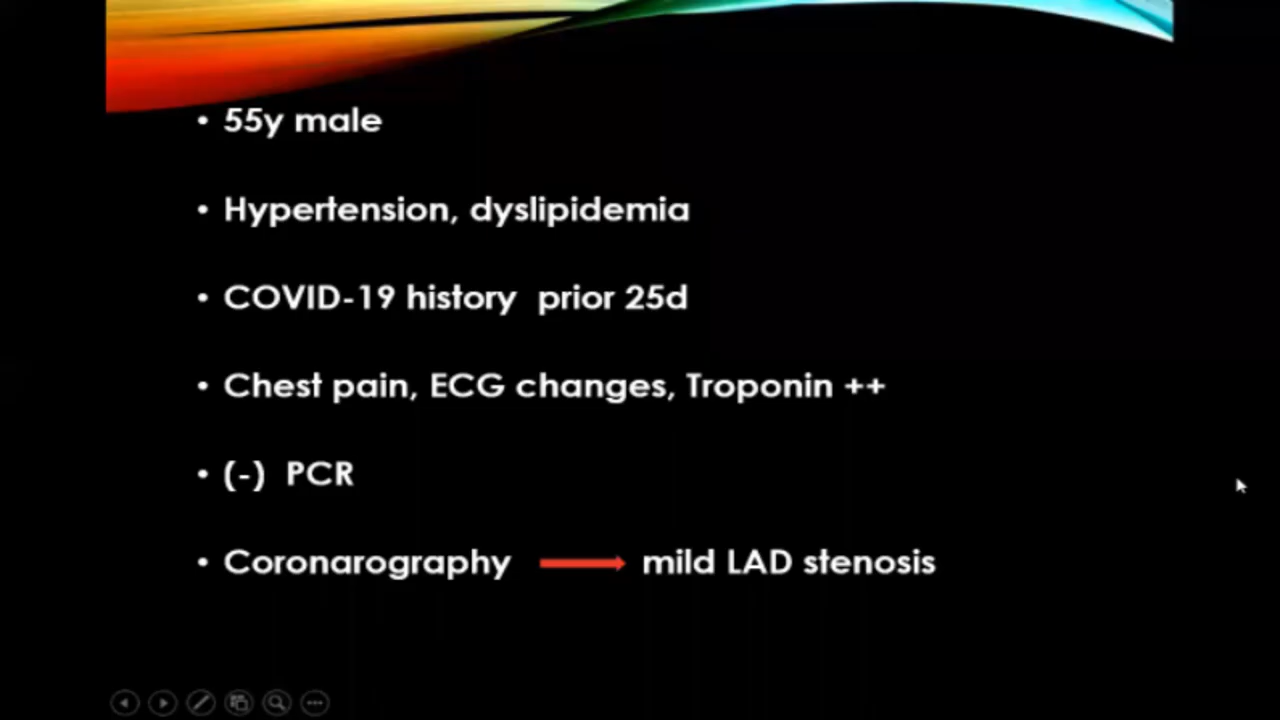 • 55y male
• Hypertension, dyslipidemia
• COVID-19 history prior 25d
• Chest pain, ECG changes, Troponin ++
• (-) PCR
• Coronarography mild LAD stenosis